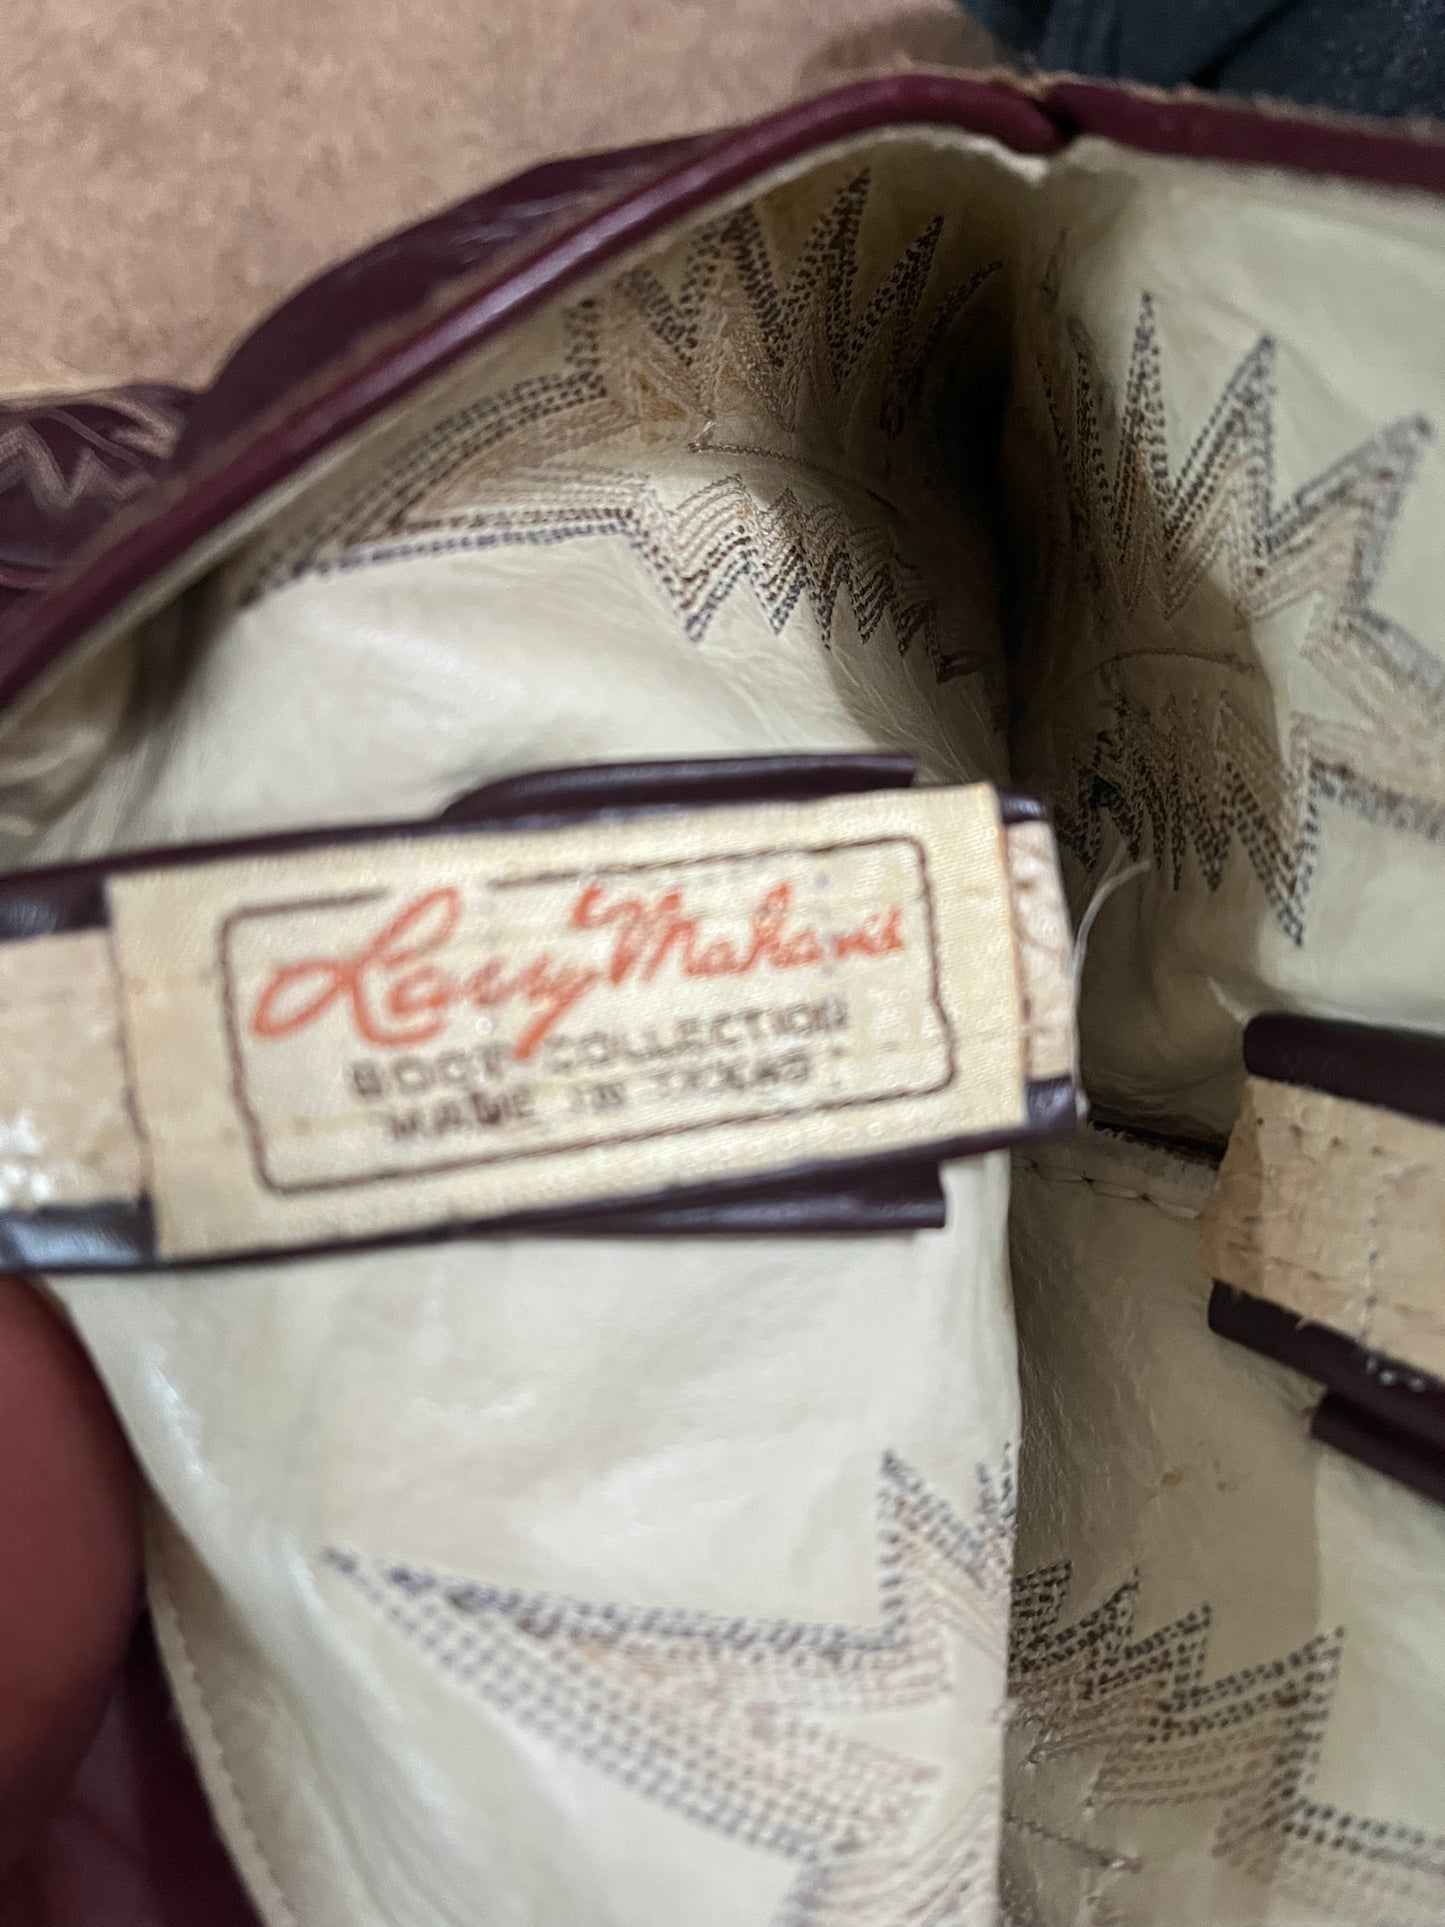 Larry Mahan's
BOOT COLLECTION
MADE IN TEXAS